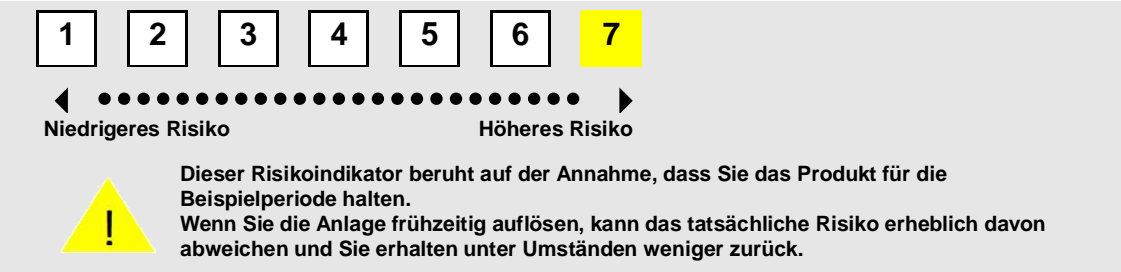 1 2 3 4 5 6 7
Niedrigeres Risiko Höheres Risiko
Dieser Risikoindikator beruht auf der Annahme, dass Sie das Produkt für die
Beispielperiode halten.
Wenn Sie die Anlage frühzeitig auflösen, kann das tatsächliche Risiko erheblich davon
abweichen und Sie erhalten unter Umständen weniger zurück.